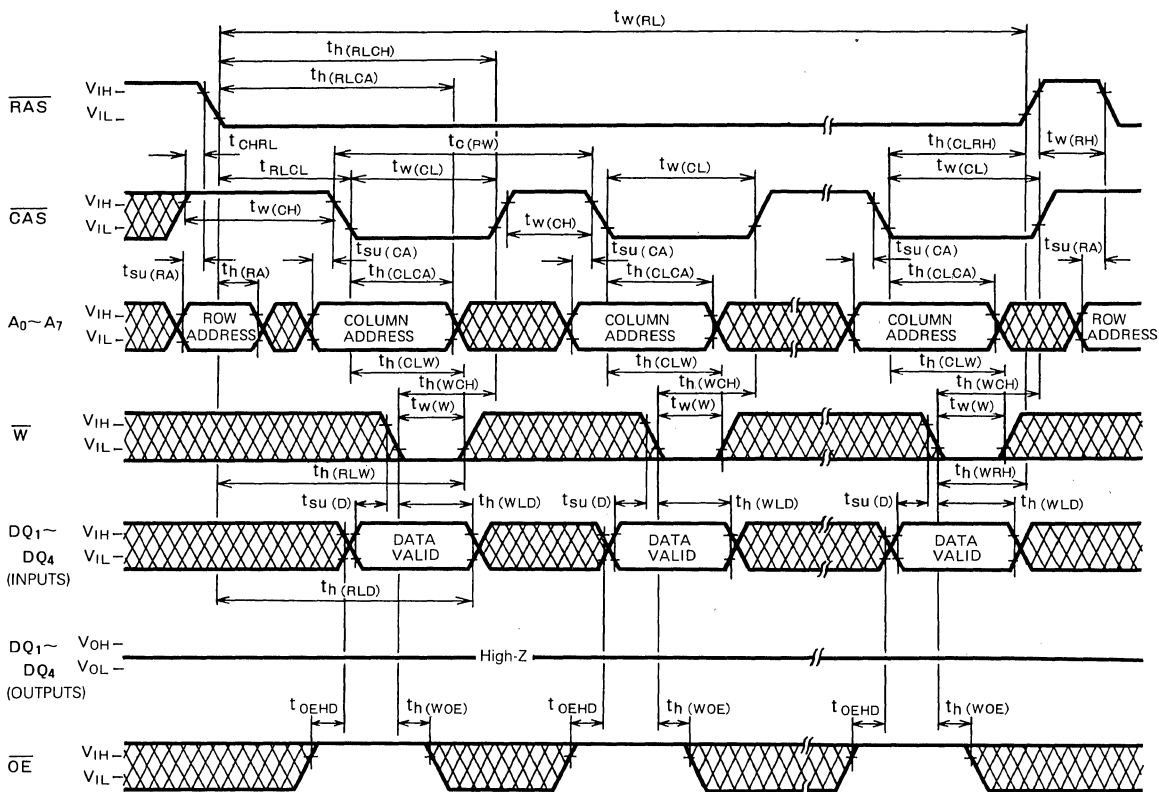 tw(RL)
th(RLCH)
th(RLCA)
RAS
VIH
VIL
tCHRL
tRLCL
tC(RW)
th(CLRH)
tw(RH)
tw(CL)
tw(CL)
tw(CL)
CAS
VIH
VIL
tw(CH)
tw(CH)
tsu(RA)
th(RA)
tsu(CA)
th(CLCA)
tsu(CA)
th(CLCA)
tsu(CA)
th(CLCA)
tsu(RA)
A0~A7
VIH
VIL
ROW ADDRESS
COLUMN ADDRESS
COLUMN ADDRESS
COLUMN ADDRESS
ROW ADDRESS
th(CLW)
th(WCH)
tw(W)
th(CLW)
th(WCH)
tw(W)
th(CLW)
th(WCH)
tw(W)
W
VIH
VIL
th(RLW)
th(WRH)
tsu(D)
th(WLD)
tsu(D)
th(WLD)
tsu(D)
th(WLD)
DQ1~
DQ4
(INPUTS)
VIH
VIL
DATA VALID
DATA VALID
DATA VALID
th(RLD)
DQ1~
DQ4
(OUTPUTS)
VOH
VOL
High-Z
tOEHD
th(WOE)
tOEHD
th(WOE)
tOEHD
th(WOE)
OE
VIH
VIL